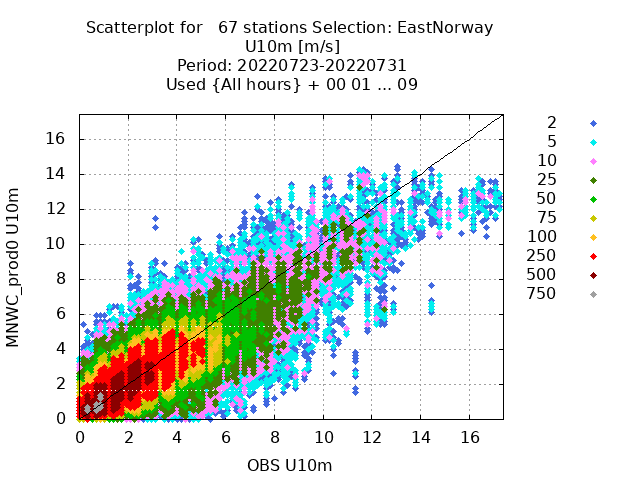 Scatterplot for   67 stations Selection: EastNorway
U10m [m/s]
Period: 20220723-20220731
Used {All hours} + 00 01 ... 09
MNWC_prod0 U10m
16
14
12
10
8
6
4
2
0
0 2 4 6 8 10 12 14 16
OBS U10m
2
5
10
25
50
75
100
250
500
750